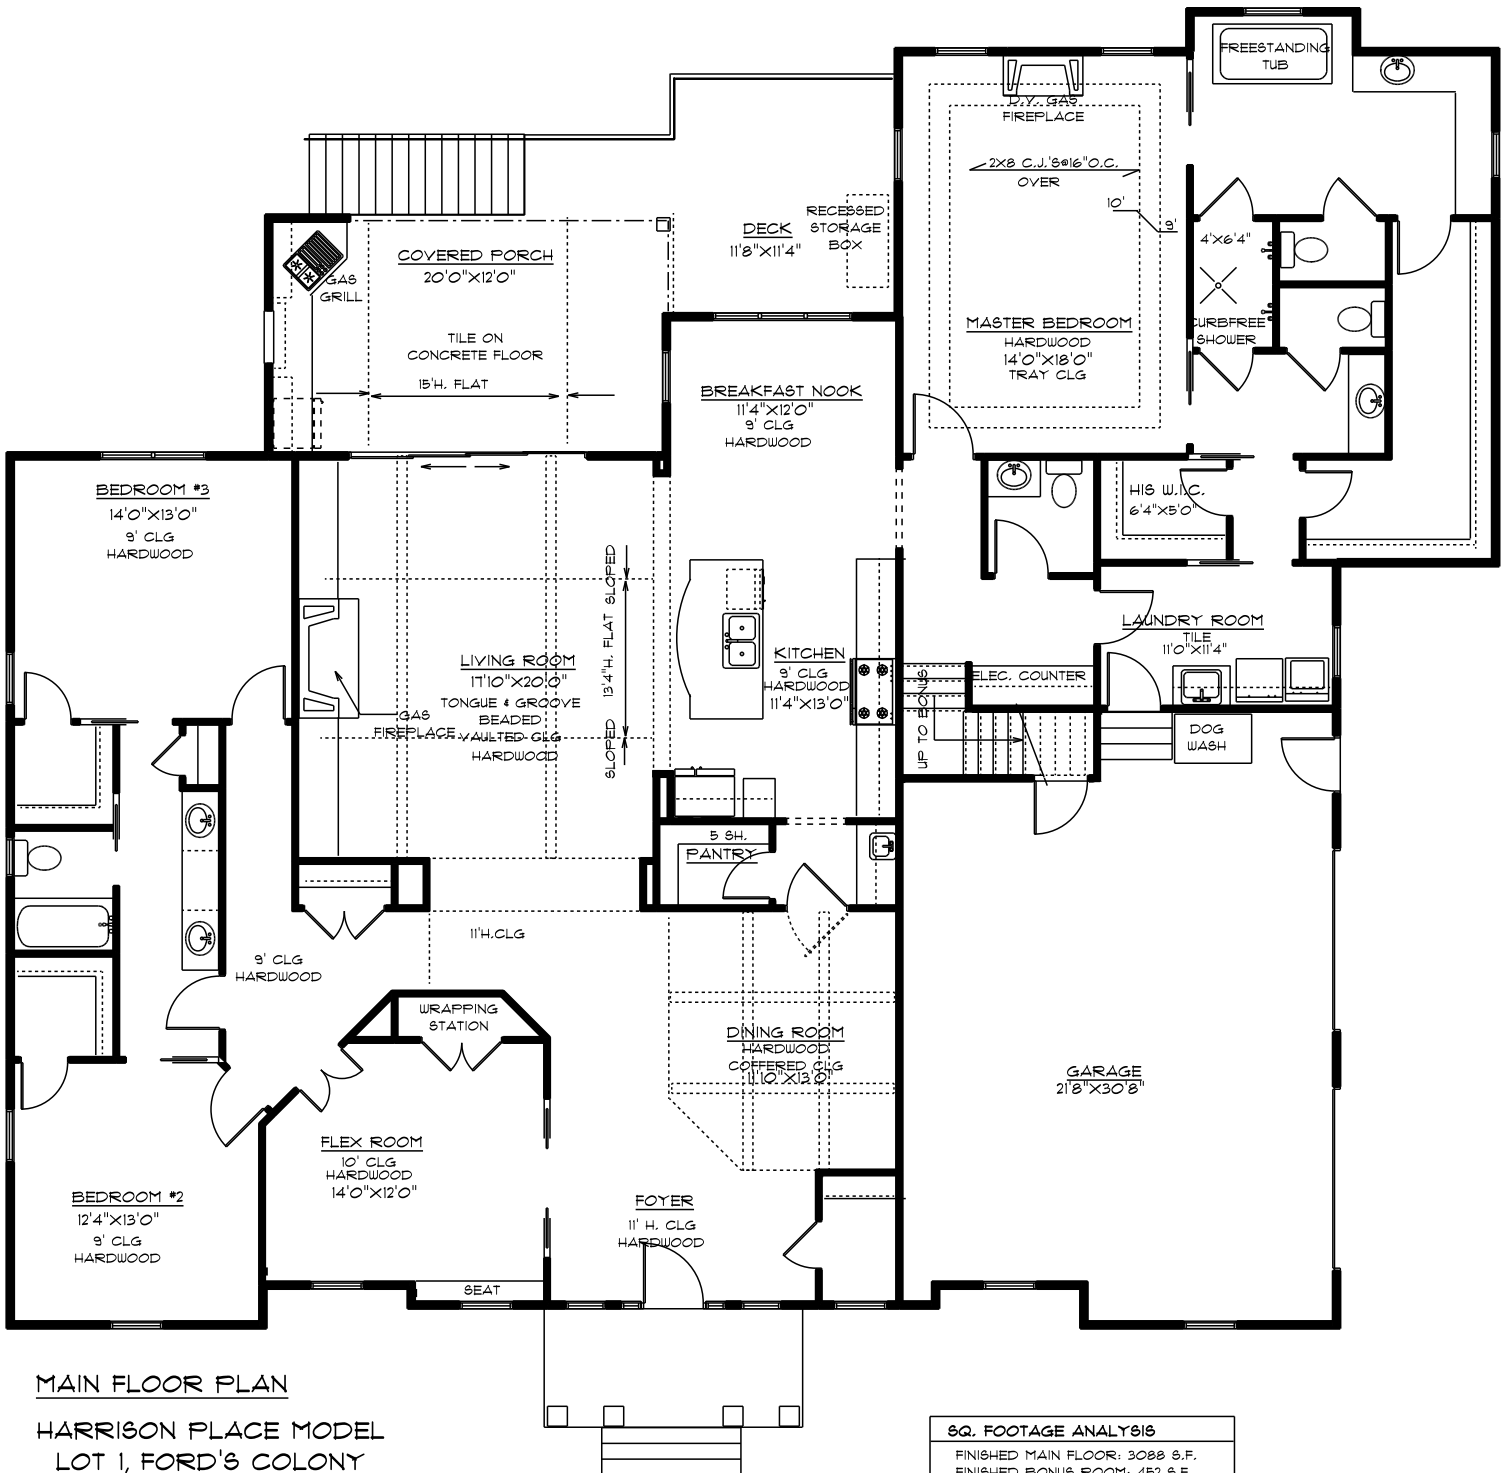 FREESTANDING
TUB
D.V. GAS
FIREPLACE
2X8 C.J.'S@16"O.C.
OVER
10'
9'
RECESSED
STORAGE
BOX
DECK
11'8"X11'4"
COVERED PORCH
20'0"X12'0"
GAS
GRILL
TILE ON
CONCRETE FLOOR
15'H. FLAT
4'X6'4"
CURBFREE
SHOWER
MASTER BEDROOM
HARDWOOD
14'0"X18'0"
TRAY CLG
BREAKFAST NOOK
11'4"X12'0"
9' CLG
HARDWOOD
BEDROOM #3
14'0"X13'0"
9' CLG
HARDWOOD
HIS W.I.C.
6'4"X5'0"
SLOPED
13'4"H. FLAT
SLOPED
LAUNDRY ROOM
TILE
11'0"X11'4"
LIVING ROOM
17'10"X20'0"
TONGUE & GROOVE
BEADED
VAULTED CLG
HARDWOOD
GAS
FIREPLACE
KITCHEN
9' CLG
HARDWOOD
11'4"X13'0"
ELEC. COUNTER
UP TO BONUS
DOG
WASH
5 SH.
PANTRY
11'H.CLG
9' CLG
HARDWOOD
WRAPPING
STATION
DINING ROOM
HARDWOOD
COFFERED CLG
11'10"X13'0"
GARAGE
21'8"X30'8"
FLEX ROOM
10' CLG
HARDWOOD
14'0"X12'0"
BEDROOM #2
12'4"X13'0"
9' CLG
HARDWOOD
FOYER
11' H. CLG
HARDWOOD
SEAT
MAIN FLOOR PLAN
HARRISON PLACE MODEL
LOT 1, FORD'S COLONY
SQ. FOOTAGE ANALYSIS
FINISHED MAIN FLOOR: 3088 S.F.
FINISHED BONUS ROOM: 452 S.F.